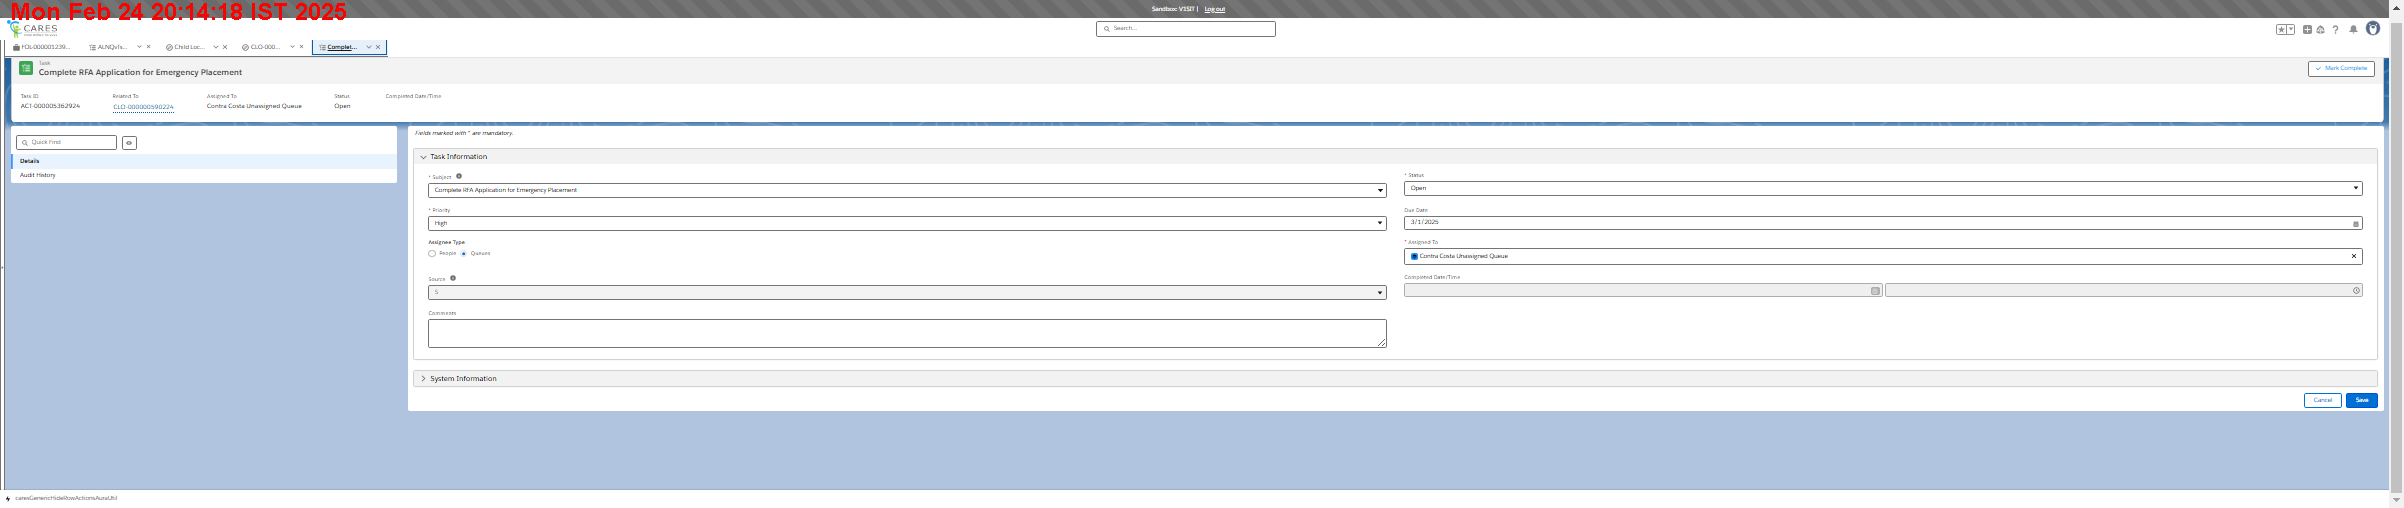 Mon Feb 24 20:14:18 IST 2025
Sandbox: V1SIT | Log out
CARES
Search...
FOL-000001239...
ALNQvls...
Child Loc...
CLO-000...
Complet...
Task
Complete RFA Application for Emergency Placement
Mark Complete
Task ID
Related To
Assigned To
Status
Completed Date/Time
ACT-000005362924
CLO-000000590224
Contra Costa Unassigned Queue
Open
Quick Find
Details
Audit History
Fields marked with * are mandatory.
Task Information
* Subject
Complete RFA Application for Emergency Placement
* Status
Open
* Priority
High
Due Date
3/1/2025
Assignee Type
People
Queues
* Assigned To
Contra Costa Unassigned Queue
Source
S
Completed Date/Time
Comments
System Information
Cancel
Save
caresGenericHideRowActionsAuraUtil